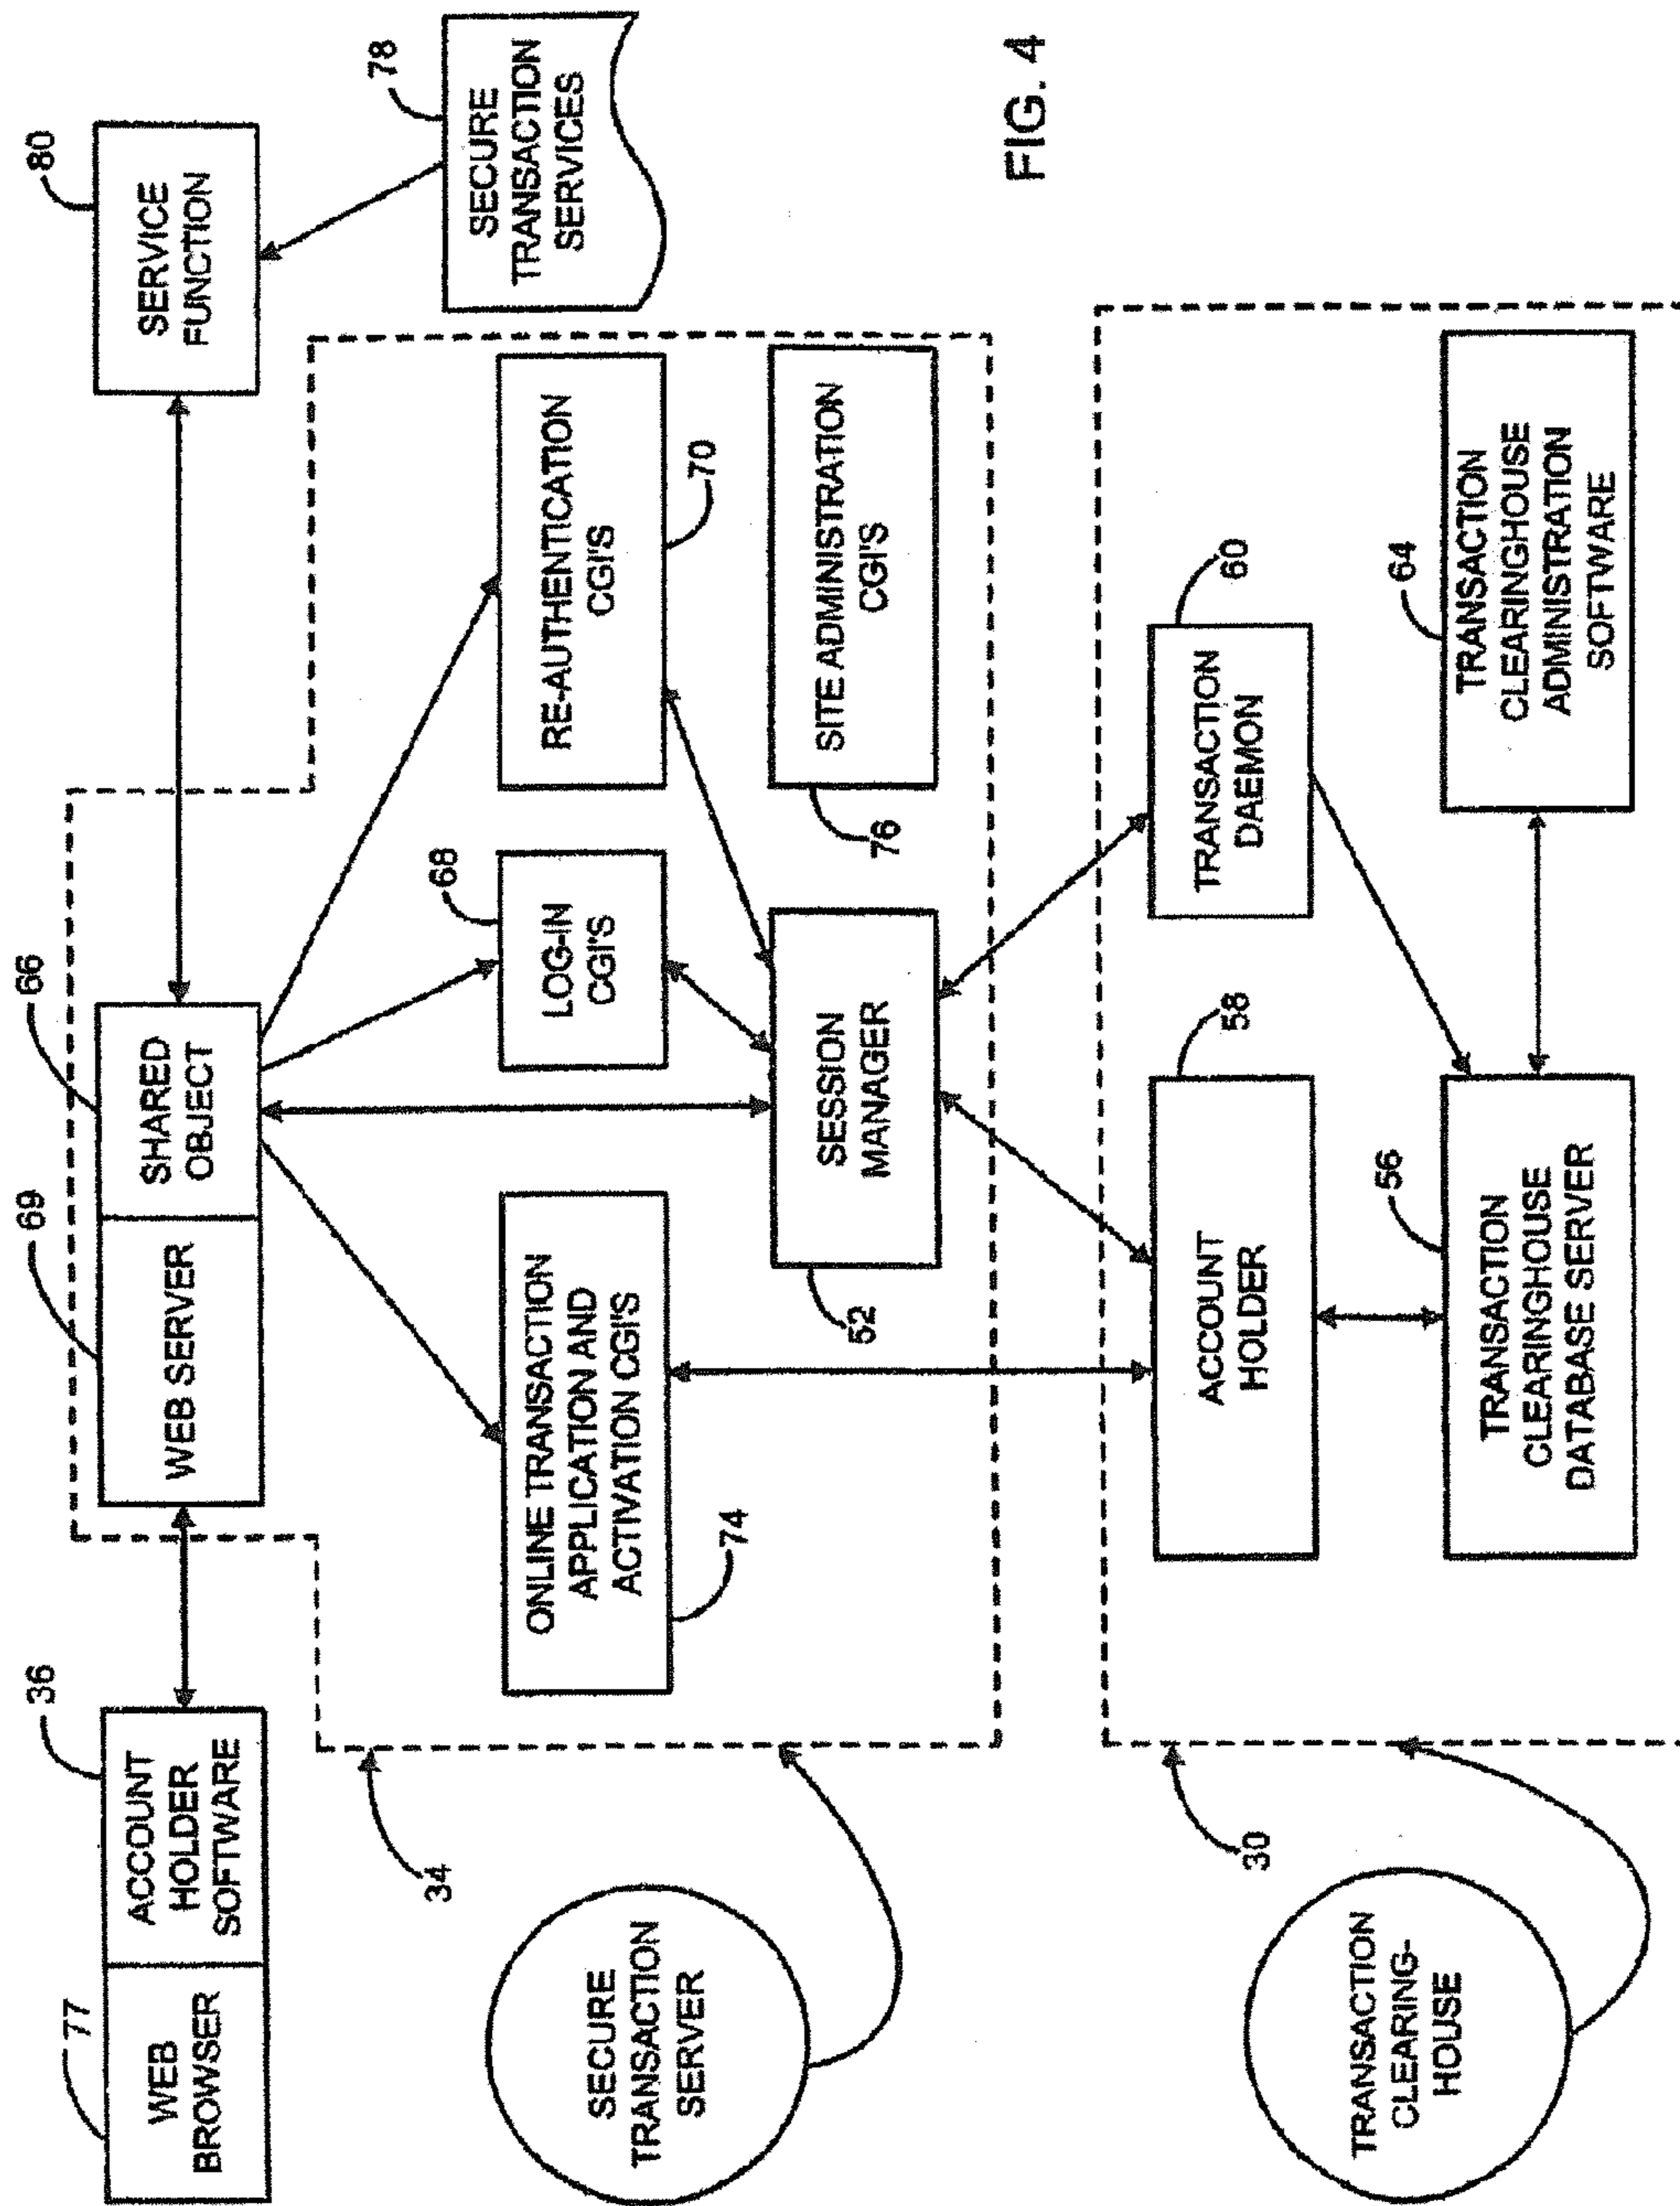 77
WEB
BROWSER
36
ACCOUNT
HOLDER
SOFTWARE
69
WEB SERVER
66
SHARED
OBJECT
80
SERVICE
FUNCTION
78
SECURE
TRANSACTION
SERVICES
34
SECURE
TRANSACTION
SERVER
ONLINE TRANSACTION
APPLICATION AND
ACTIVATION CGI'S
74
68
LOG-IN
CGI'S
RE-AUTHENTICATION
CGI'S
70
SESSION
MANAGER
52
SITE ADMINISTRATION
CGI'S
76
FIG. 4
30
TRANSACTION
CLEARING-
HOUSE
58
ACCOUNT
HOLDER
60
TRANSACTION
DAEMON
56
TRANSACTION
CLEARINGHOUSE
DATABASE SERVER
64
TRANSACTION
CLEARINGHOUSE
ADMINISTRATION
SOFTWARE